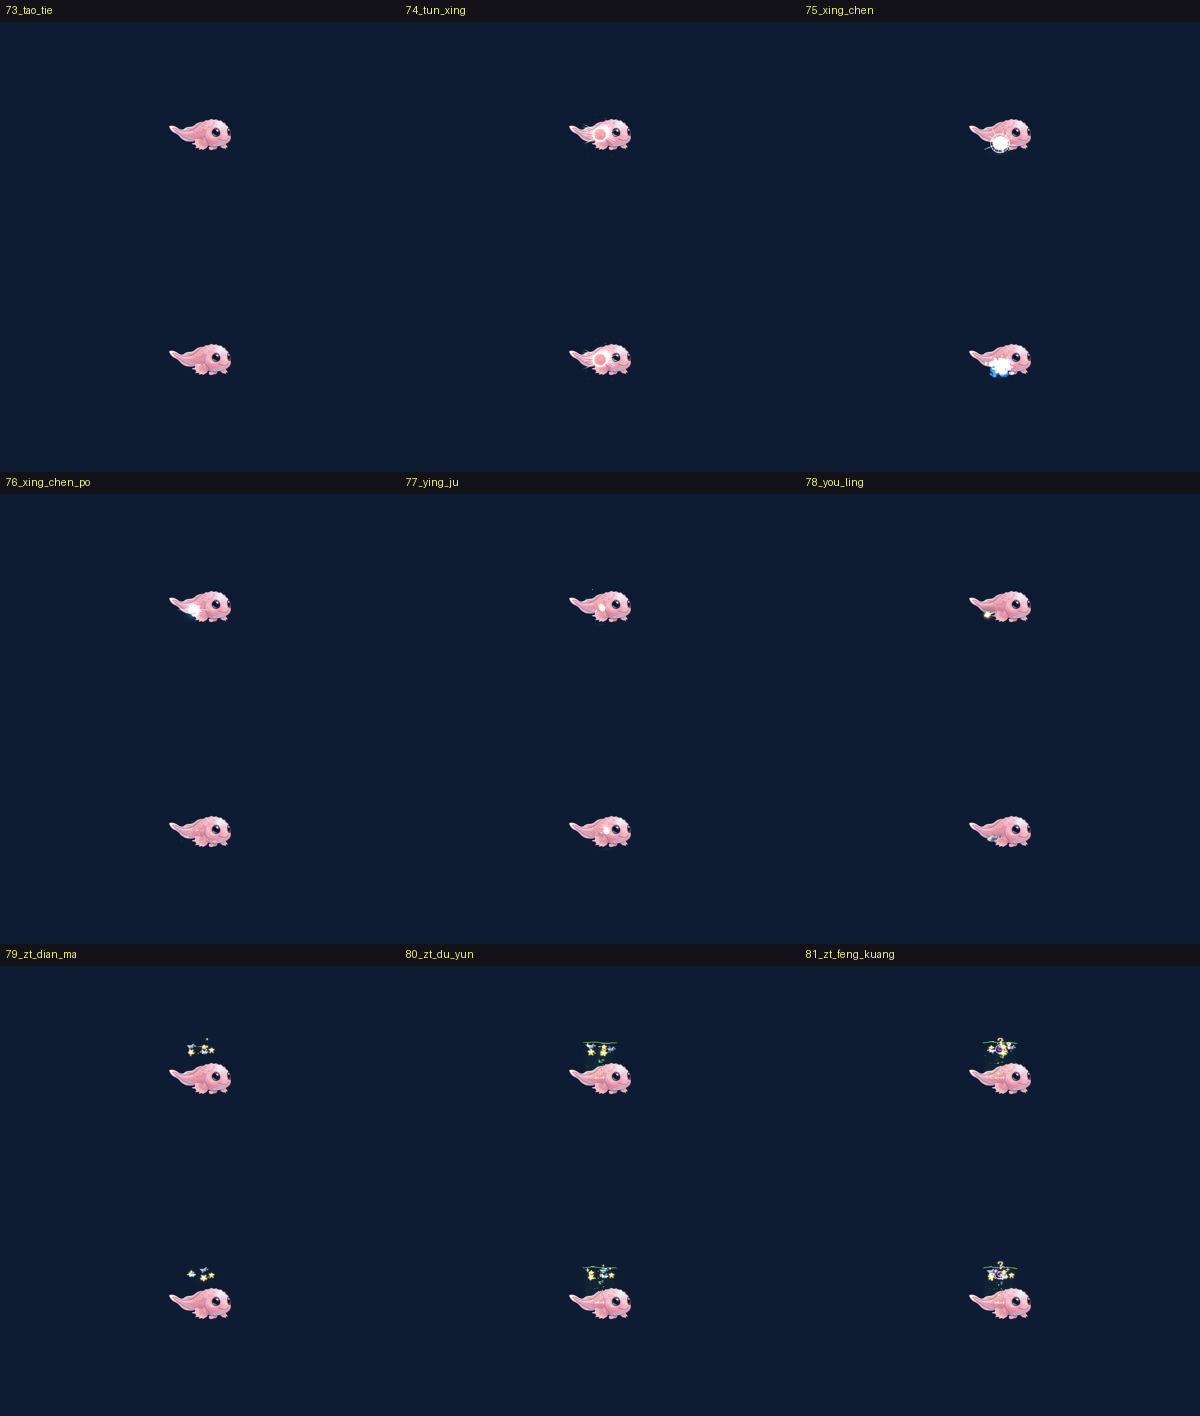 73_tao_tie
74_tun_xing
75_xing_chen
76_xing_chen_po
77_ying_ju
78_you_ling
79_zt_dian_ma
80_zt_du_yun
81_zt_feng_kuang
?
?